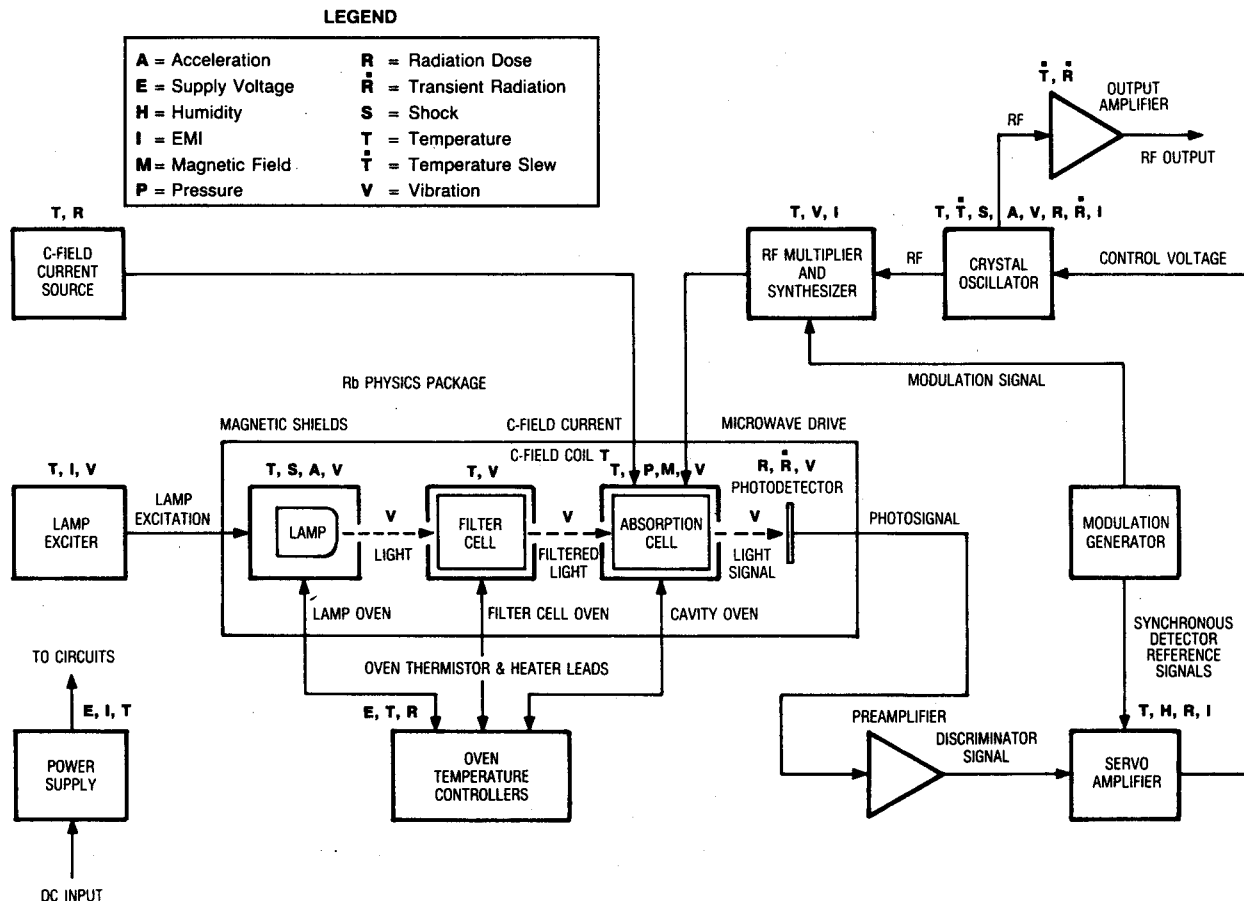 LEGEND
A = Acceleration
E = Supply Voltage
H = Humidity
I = EMI
M = Magnetic Field
P = Pressure
R = Radiation Dose
Ṙ = Transient Radiation
S = Shock
T = Temperature
Ṫ = Temperature Slew
V = Vibration
Ṫ, Ṙ
OUTPUT
AMPLIFIER
RF
RF OUTPUT
T, R
C-FIELD
CURRENT
SOURCE
T, V, I
RF MULTIPLIER
AND
SYNTHESIZER
RF
T, Ṫ, S, A, V, R, Ṙ, I
CRYSTAL
OSCILLATOR
CONTROL VOLTAGE
MODULATION SIGNAL
Rb PHYSICS PACKAGE
MAGNETIC SHIELDS
C-FIELD CURRENT
MICROWAVE DRIVE
C-FIELD COIL T
T, I, V
LAMP
EXCITER
LAMP
EXCITATION
T, S, A, V
LAMP
V
LIGHT
T, V
FILTER
CELL
V
FILTERED
LIGHT
T, P,M, V
ABSORPTION
CELL
V
LIGHT
SIGNAL
R, Ṙ, V
PHOTODETECTOR
PHOTOSIGNAL
MODULATION
GENERATOR
LAMP OVEN
FILTER CELL OVEN
CAVITY OVEN
OVEN THERMISTOR & HEATER LEADS
SYNCHRONOUS
DETECTOR
REFERENCE
SIGNALS
TO CIRCUITS
E, I, T
POWER
SUPPLY
DC INPUT
E, T, R
OVEN
TEMPERATURE
CONTROLLERS
PREAMPLIFIER
DISCRIMINATOR
SIGNAL
T, H, R, I
SERVO
AMPLIFIER